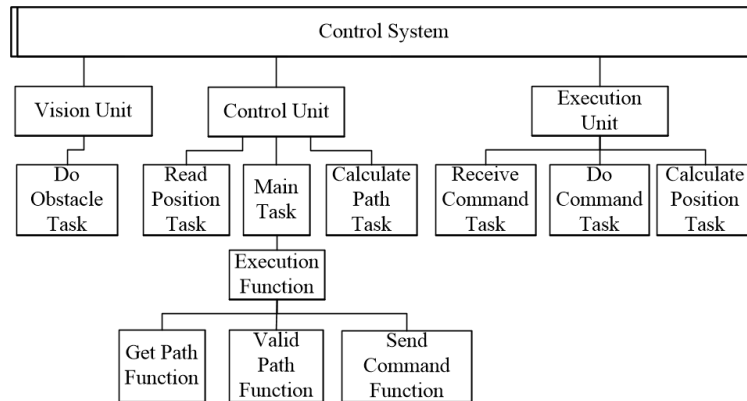 Control System
Vision Unit
Control Unit
Execution
Unit
Do
Obstacle
Task
Read
Position
Task
Main
Task
Calculate
Path
Task
Receive
Command
Task
Do
Command
Task
Calculate
Position
Task
Execution
Function
Get Path
Function
Valid
Path
Function
Send
Command
Function